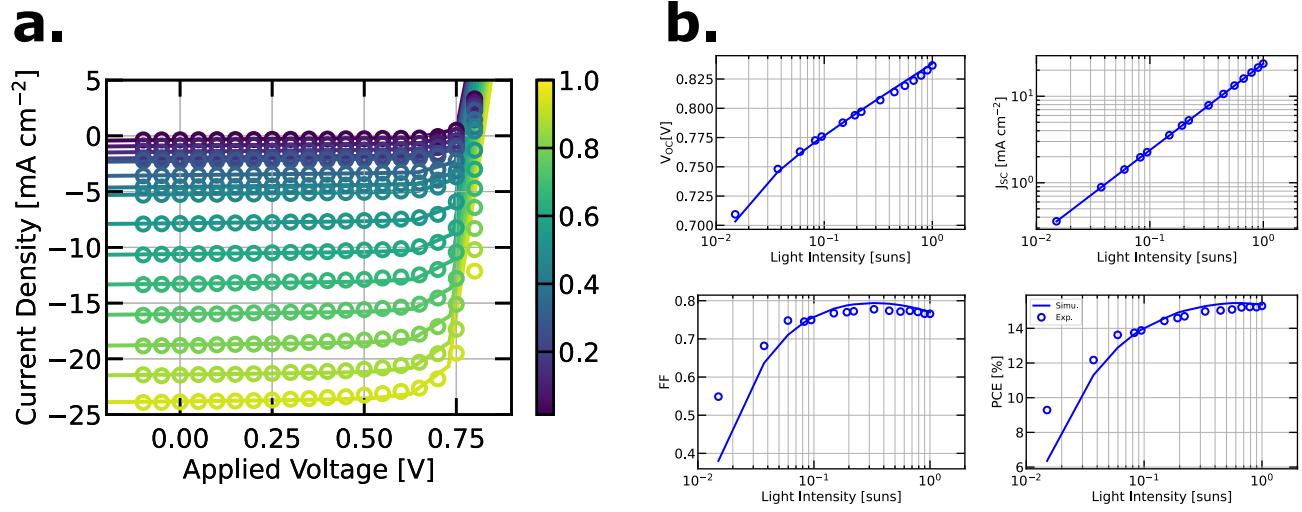 a.
5
0
−5
−10
−15
−20
−25
Current Density [mA cm⁻²]
0.00 0.25 0.50 0.75
Applied Voltage [V]
1.0
0.8
0.6
0.4
0.2
b.
0.825
0.800
0.775
0.750
0.725
0.700
V_OC[V]
10⁻² 10⁻¹ 10⁰
Light Intensity [suns]
10¹
10⁰
J_SC [mA cm⁻²]
10⁻² 10⁻¹ 10⁰
Light Intensity [suns]
0.8
0.7
0.6
0.5
0.4
FF
10⁻² 10⁻¹ 10⁰
Light Intensity [suns]
Simu.
Exp.
14
12
10
8
6
PCE [%]
10⁻² 10⁻¹ 10⁰
Light Intensity [suns]